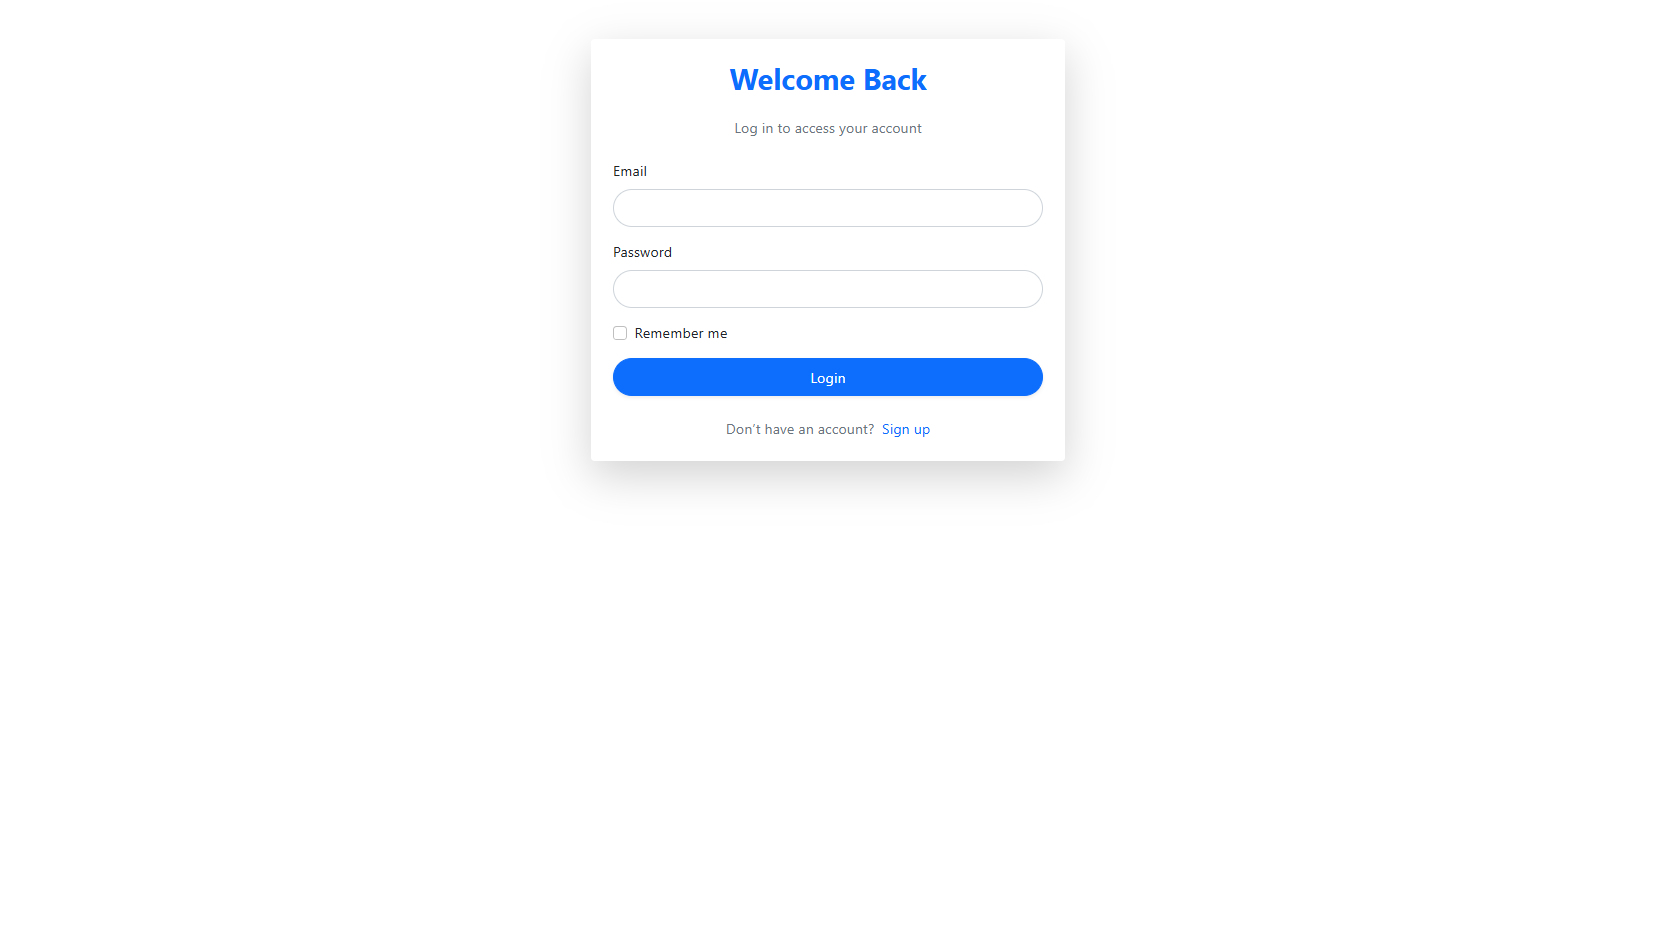 Welcome Back
Log in to access your account
Email
Password
Remember me
Login
Don't have an account? Sign up